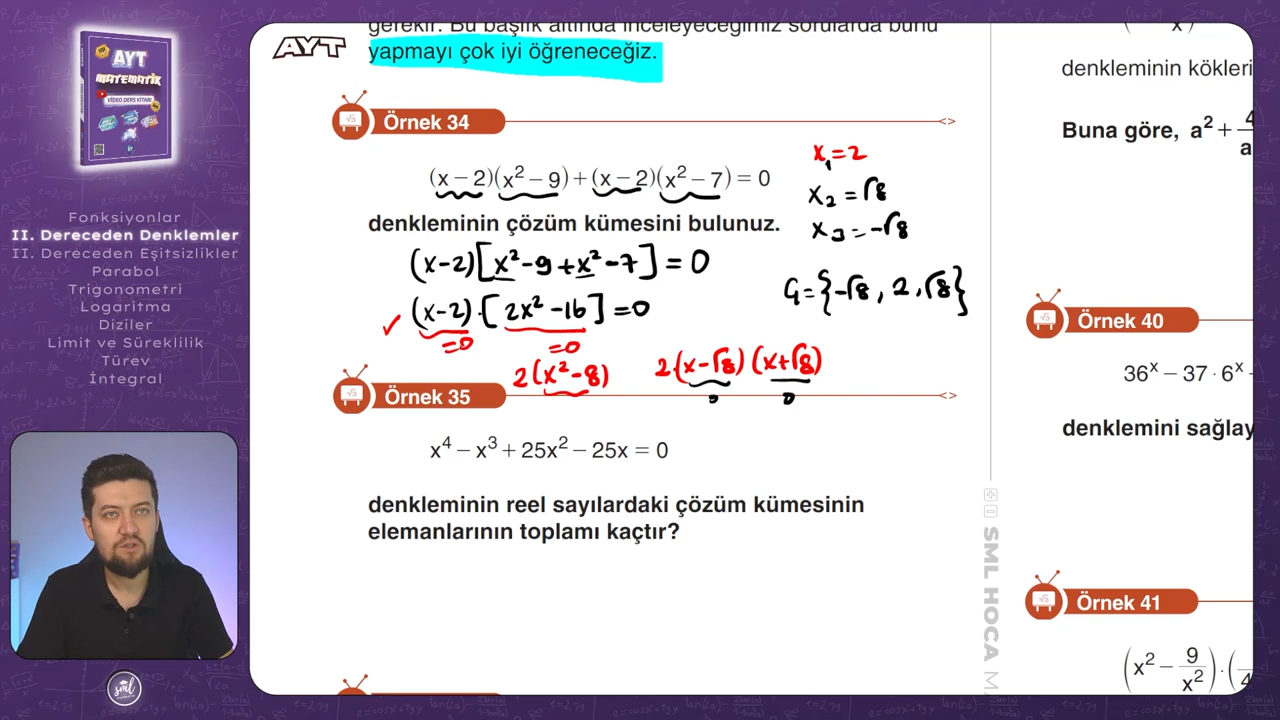 gerekir. Bu başlık altında inceleyeceğimiz sorularda bunu
yapmayı çok iyi öğreneceğiz.
AYT
AYT
MATEMATİK
VİDEO DERS KİTABI
Fonksiyonlar
II. Dereceden Denklemler
II. Dereceden Eşitsizlikler
Parabol
Trigonometri
Logaritma
Diziler
Limit ve Süreklilik
Türev
İntegral
sml
Örnek 34
(x – 2)(x² – 9) + (x – 2)(x² – 7) = 0
denkleminin çözüm kümesini bulunuz.
(x-2)[x²-9+x²-7]=0
(x-2)·[2x²-16]=0
=0 =0
2(x²-8) 2·(x-√8)(x+√8)
0 0
x₁=2
x₂=√8
x₃=-√8
Ç={-√8, 2, √8}
Örnek 35
x⁴ – x³ + 25x² – 25x = 0
denkleminin reel sayılardaki çözüm kümesinin
elemanlarının toplamı kaçtır?
SML HOCA M
x)
denkleminin kökleri
Buna göre, a² + 4/a
Örnek 40
36ˣ – 37 · 6ˣ
denklemini sağlay
Örnek 41
(x² – 9/x²) · (